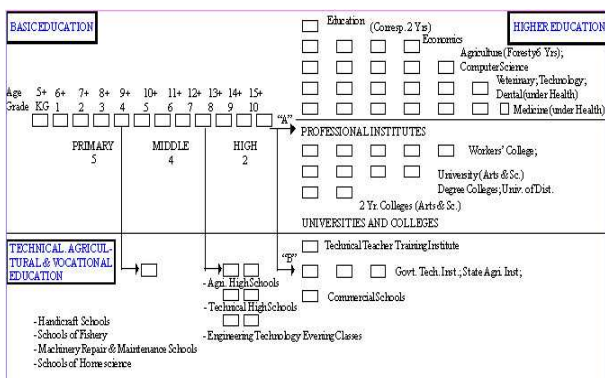 BASIC EDUCATION
HIGHER EDUCATION
Education (Corresp. 2 Yrs)
Economics
Agriculture (Foresty 6 Yrs);
Computer Science
Veterinary; Technology;
Dental (under Health)
Medicine (under Health)
Age 5+ 6+ 7+ 8+ 9+ 10+ 11+ 12+ 13+ 14+ 15+
Grade KG 1 2 3 4 5 6 7 8 9 10
"A"
PRIMARY MIDDLE HIGH
5 4 2
PROFESSIONAL INSTITUTES
Workers' College;
University (Arts & Sc.)
Degree Colleges; Univ. of Dist.
2 Yr. Colleges (Arts & Sc.)
UNIVERSITIES AND COLLEGES
TECHNICAL. AGRICUL-
TURAL & VOCATIONAL
EDUCATION
"B"
Technical Teacher Training Institute
Govt. Tech. Inst.; State Agri. Inst;
Commercial Schools
- Agri. High Schools
- Technical High Schools
- Engineering Technology Evening Classes
- Handicraft Schools
- Schools of Fishery
- Machinery Repair & Maintenance Schools
- Schools of Home science